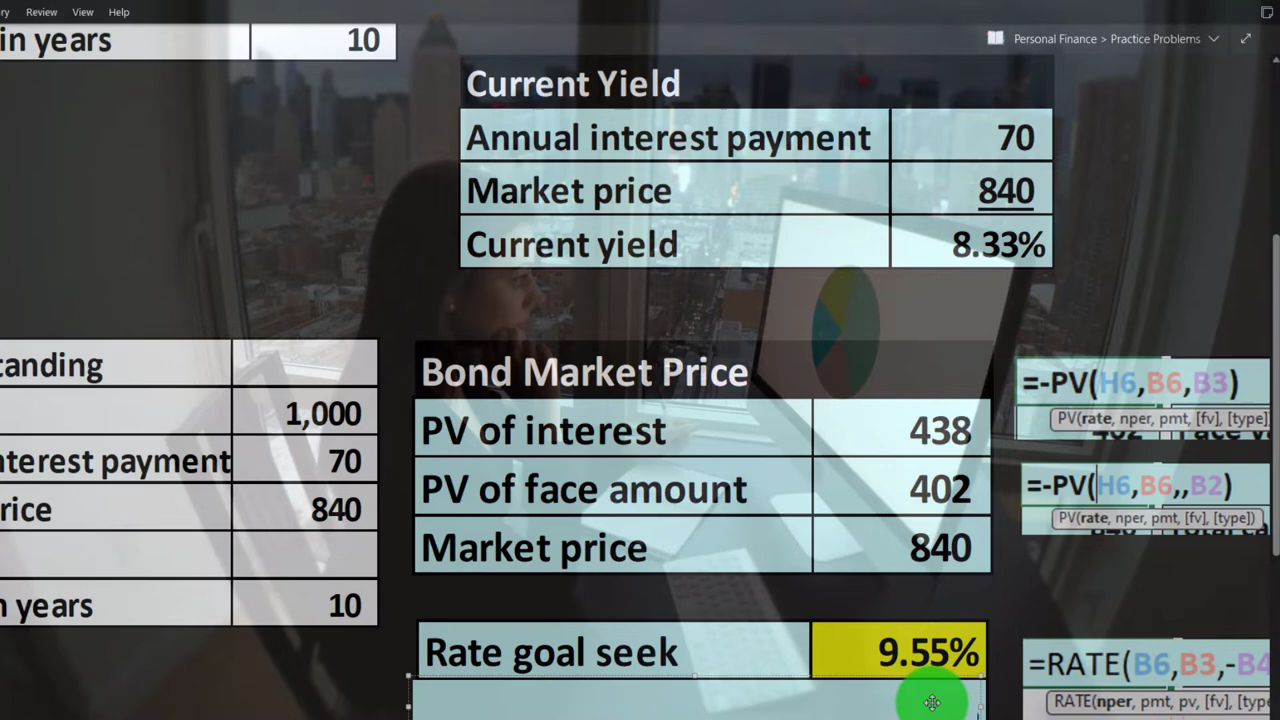 Review View Help
in years 10
Personal Finance > Practice Problems
Current Yield
Annual interest payment 70
Market price 840
Current yield 8.33%
tanding
1,000
nterest payment 70
rice 840
n years 10
Bond Market Price
PV of interest 438
PV of face amount 402
Market price 840
Rate goal seek 9.55%
=-PV(H6,B6,,B3)
PV(rate, nper, pmt, [fv], [type]
=-PV(H6,B6,,B2)
PV(rate, nper, pmt, [fv], [type])
=RATE(B6,B3,-B4
RATE(nper, pmt, pv, [fv], [type